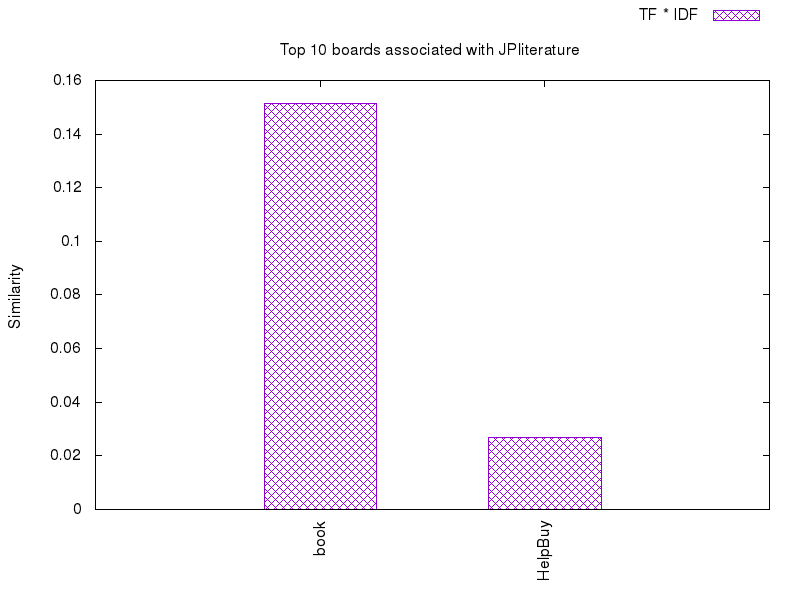 TF * IDF
Top 10 boards associated with JPliterature
0.16
0.14
0.12
0.1
0.08
0.06
0.04
0.02
0
Similarity
book
HelpBuy